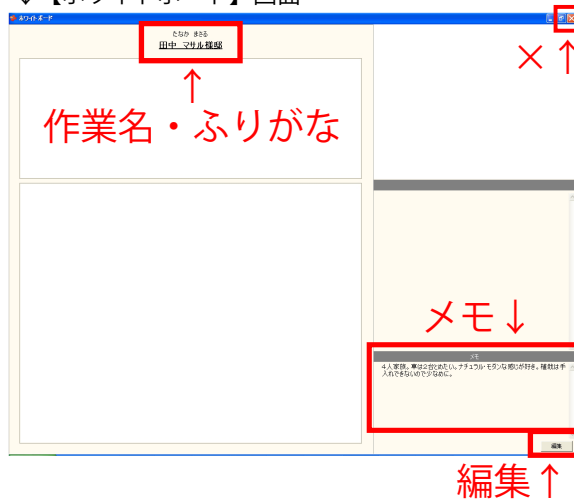 ↓【ホワイトボード】画面
ホワイトボード
たなか まさる
田中 マサル様邸
×↑
↑
作業名・ふりがな
メモ↓
メモ
4人家族。車は2台とめたい。ナチュラル・モダンな感じが好き。植栽は手
入れできないので少なめに。
編集
編集↑